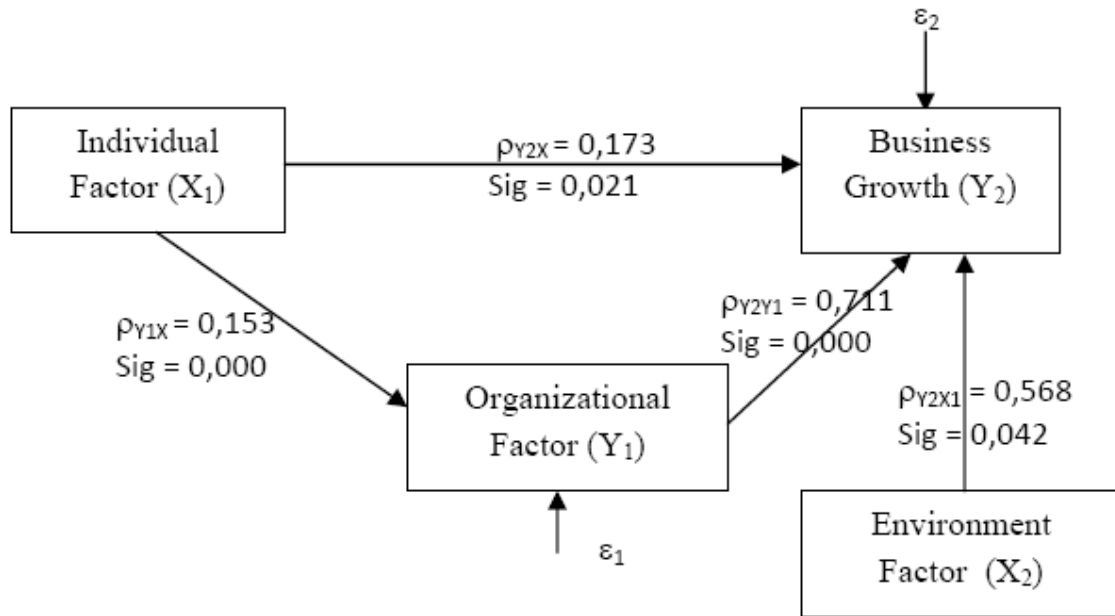 ε₂
Individual
Factor (X₁)
ρY2X = 0,173
Sig = 0,021
Business
Growth (Y₂)
ρY1X = 0,153
Sig = 0,000
ρY2Y1 = 0,711
Sig = 0,000
Organizational
Factor (Y₁)
ρY2X1 = 0,568
Sig = 0,042
ε₁
Environment
Factor (X₂)